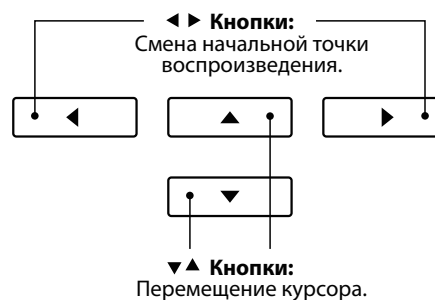 ◀ ▶ Кнопки:
Смена начальной точки
воспроизведения.
▼▲ Кнопки:
Перемещение курсора.